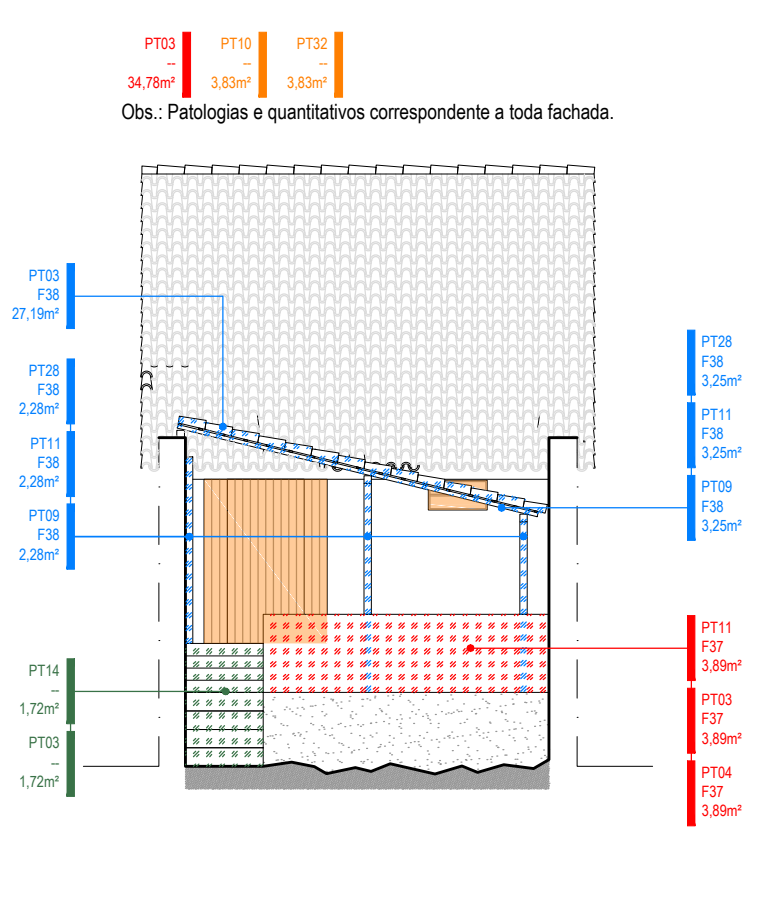 PT03
--
34,78m²
PT10
--
3,83m²
PT32
--
3,83m²
Obs.: Patologias e quantitativos correspondente a toda fachada.
PT03
F38
27,19m²
PT28
F38
2,28m²
PT11
F38
2,28m²
PT09
F38
2,28m²
PT14
--
1,72m²
PT03
--
1,72m²
PT28
F38
3,25m²
PT11
F38
3,25m²
PT09
F38
3,25m²
PT11
F37
3,89m²
PT03
F37
3,89m²
PT04
F37
3,89m²